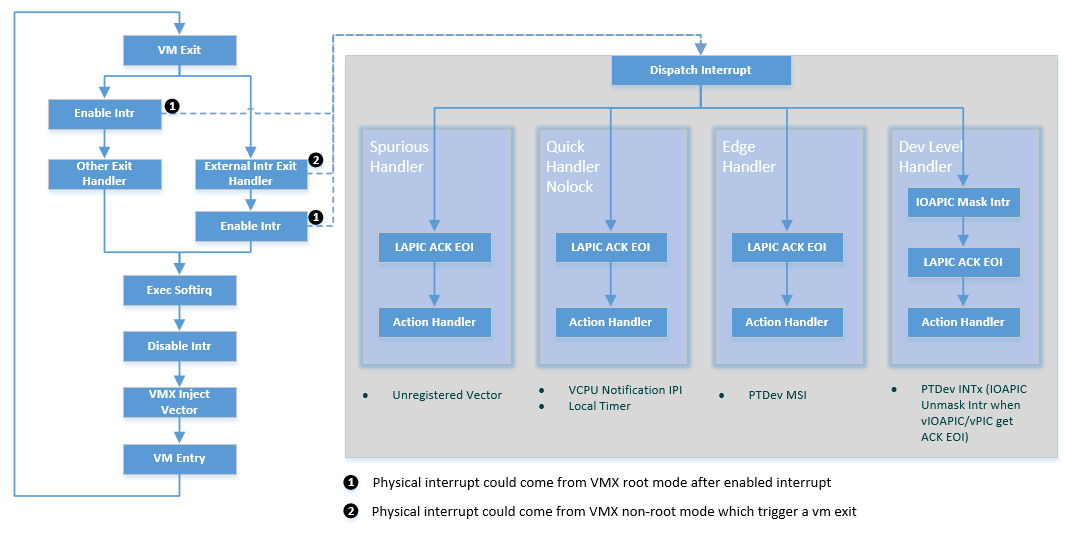 VM Exit
Enable Intr
1
Other Exit
Handler
External Intr Exit
Handler
2
Enable Intr
1
Exec Softirq
Disable Intr
VMX Inject
Vector
VM Entry
Dispatch Interrupt
Spurious
Handler
LAPIC ACK EOI
Action Handler
Quick
Handler
Nolock
LAPIC ACK EOI
Action Handler
Edge
Handler
LAPIC ACK EOI
Action Handler
Dev Level
Handler
IOAPIC Mask Intr
LAPIC ACK EOI
Action Handler
• Unregistered Vector
• VCPU Notification IPI
• Local Timer
• PTDev MSI
• PTDev INTx (IOAPIC
Unmask Intr when
vIOAPIC/vPIC get
ACK EOI)
1 Physical interrupt could come from VMX root mode after enabled interrupt
2 Physical interrupt could come from VMX non-root mode which trigger a vm exit